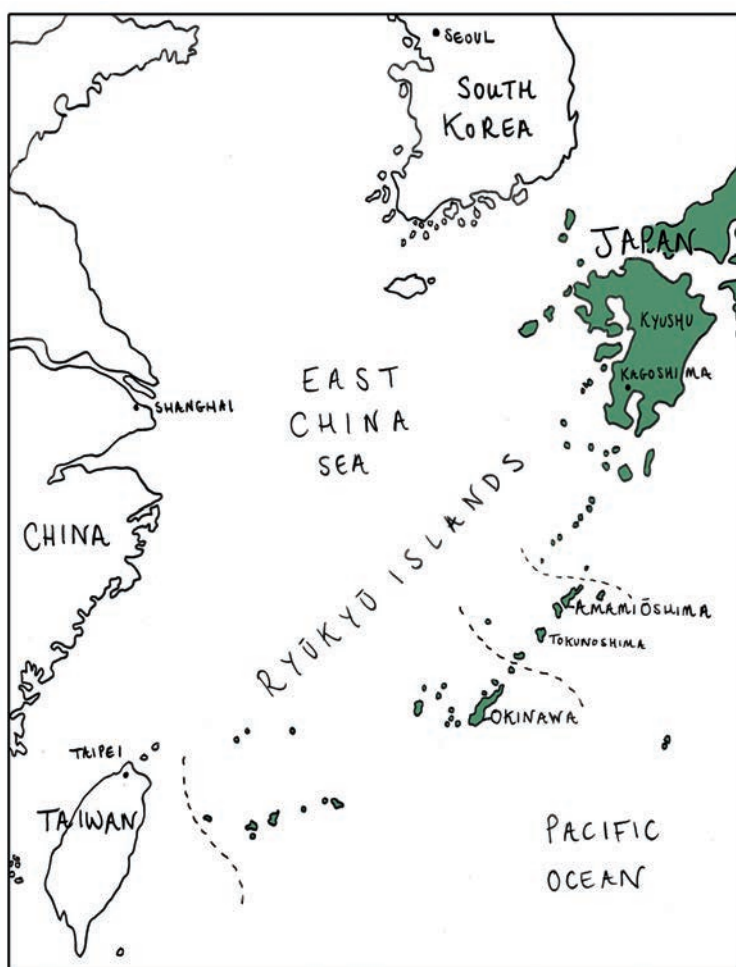 SEOUL
SOUTH
KOREA
JAPAN
KYUSHU
KAGOSHIMA
EAST
CHINA
SEA
SHANGHAI
CHINA
RYŪKYŪ ISLANDS
AMAMIŌSHIMA
TOKUNOSHIMA
OKINAWA
TAIPEI
TAIWAN
PACIFIC
OCEAN